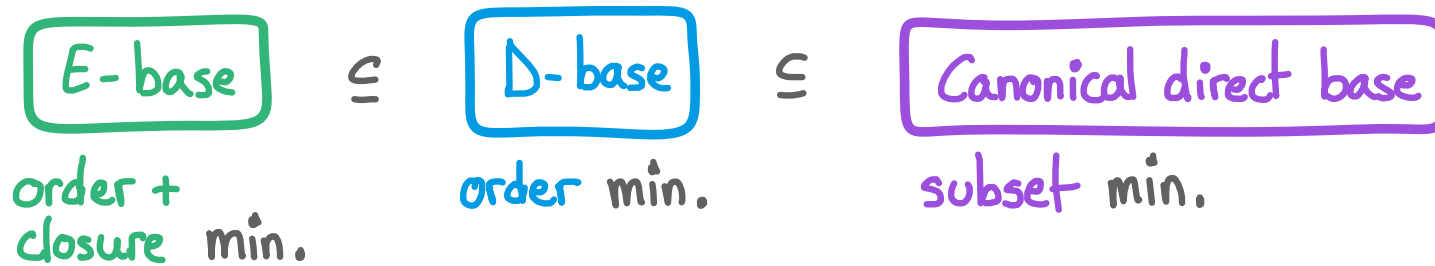 E-base ⊆ D-base ⊆ Canonical direct base
order + order min. subset min.
closure min.